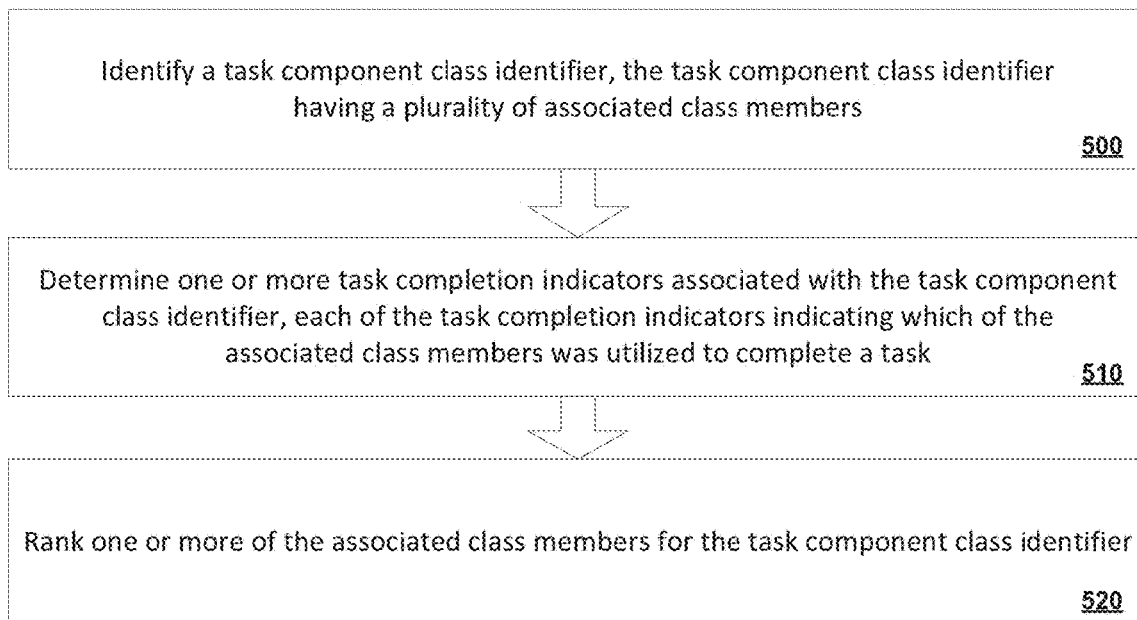 Identify a task component class identifier, the task component class identifier
having a plurality of associated class members
500
Determine one or more task completion indicators associated with the task component
class identifier, each of the task completion indicators indicating which of the
associated class members was utilized to complete a task
510
Rank one or more of the associated class members for the task component class identifier
520